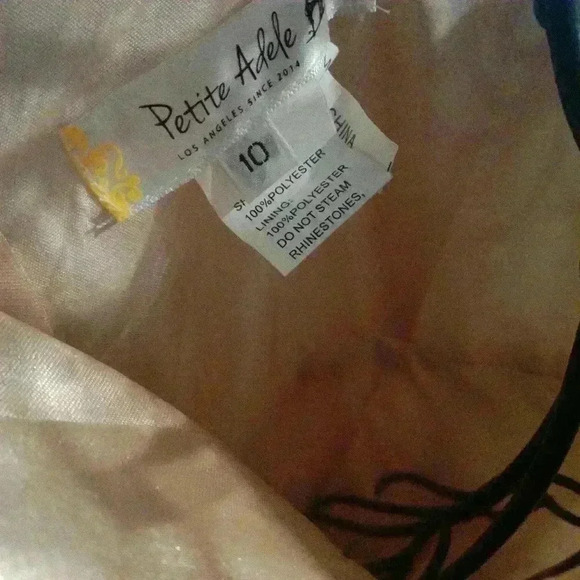 Petite Adele
LOS ANGELES SINCE 2014
10
CHINA
100%POLYESTER
LINING:
100%POLYESTER
DO NOT STEAM
RHINESTONES.